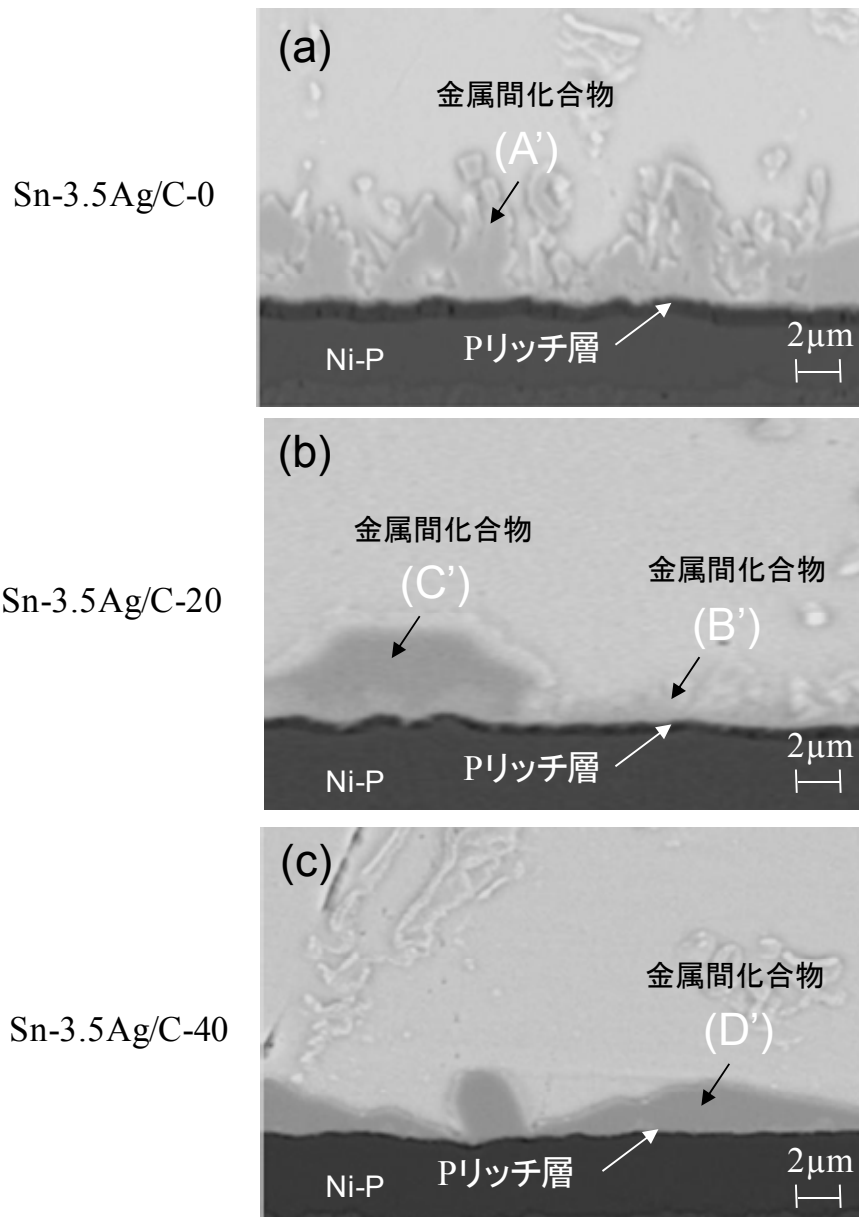 (a)
金属間化合物
(A')
Sn-3.5Ag/C-0
Pリッチ層
Ni-P
2µm
(b)
金属間化合物
(C')
金属間化合物
(B')
Sn-3.5Ag/C-20
Pリッチ層
Ni-P
2µm
(c)
金属間化合物
(D')
Sn-3.5Ag/C-40
Pリッチ層
Ni-P
2µm